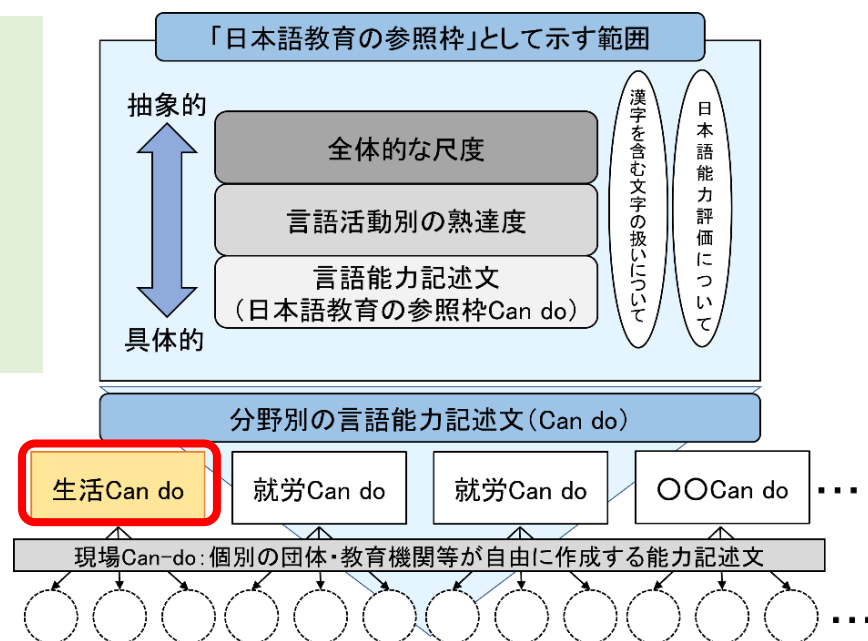 「日本語教育の参照枠」として示す範囲
抽象的
全体的な尺度
言語活動別の熟達度
言語能力記述文
(日本語教育の参照枠Can do)
具体的
漢字を含む文字の扱いについて
日本語能力評価について
分野別の言語能力記述文(Can do)
生活Can do
就労Can do
就労Can do
〇〇Can do
・・・
現場Can-do:個別の団体・教育機関等が自由に作成する能力記述文
・・・